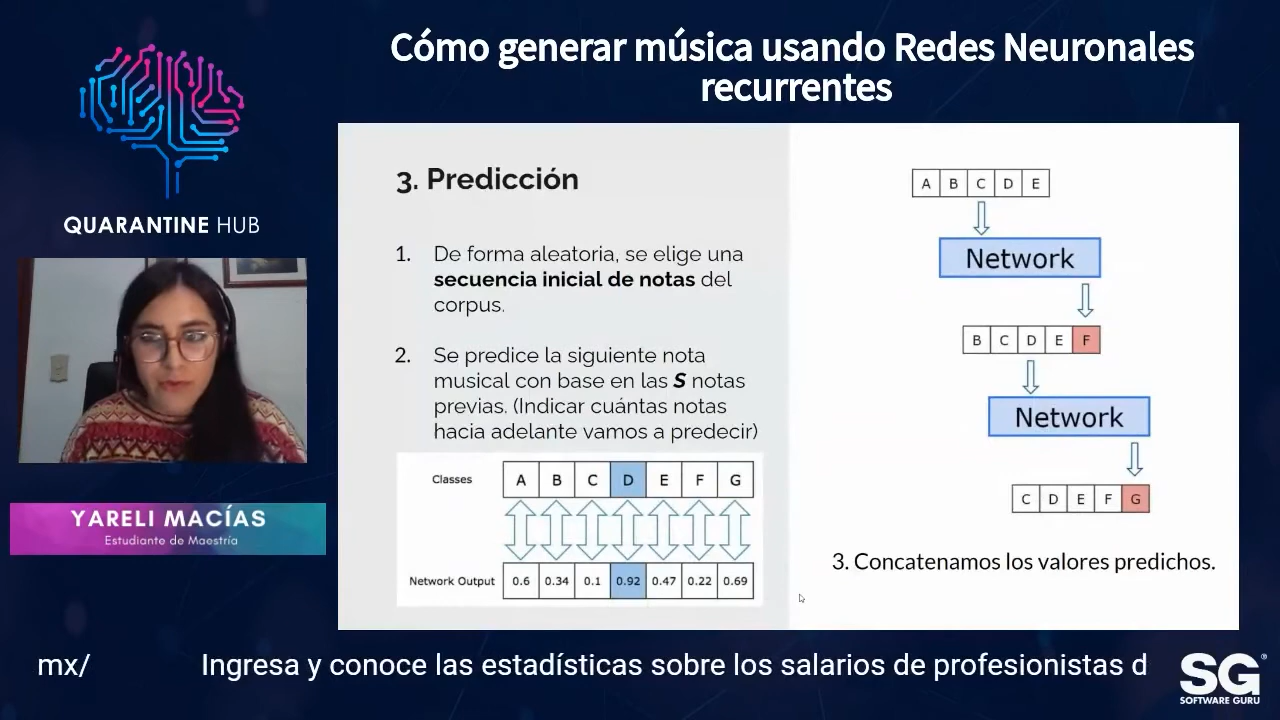 Cómo generar música usando Redes Neuronales
recurrentes
QUARANTINE HUB
YARELI MACÍAS
Estudiante de Maestría
3. Predicción
1. De forma aleatoria, se elige una
secuencia inicial de notas del
corpus.
2. Se predice la siguiente nota
musical con base en las S notas
previas. (Indicar cuántas notas
hacia adelante vamos a predecir)
Classes A B C D E F G
Network Output 0.6 0.34 0.1 0.92 0.47 0.22 0.69
A B C D E
Network
B C D E F
Network
C D E F G
3. Concatenamos los valores predichos.
mx/ Ingresa y conoce las estadísticas sobre los salarios de profesionistas d
SG®
SOFTWARE GURU